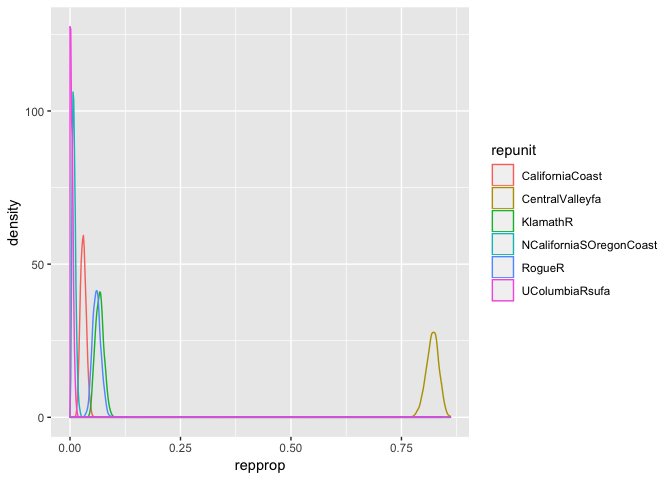 100
50
0
density
0.00
0.25
0.50
0.75
repprop
repunit
CaliforniaCoast
CentralValleyfa
KlamathR
NCaliforniaSOregonCoast
RogueR
UColumbiaRsufa